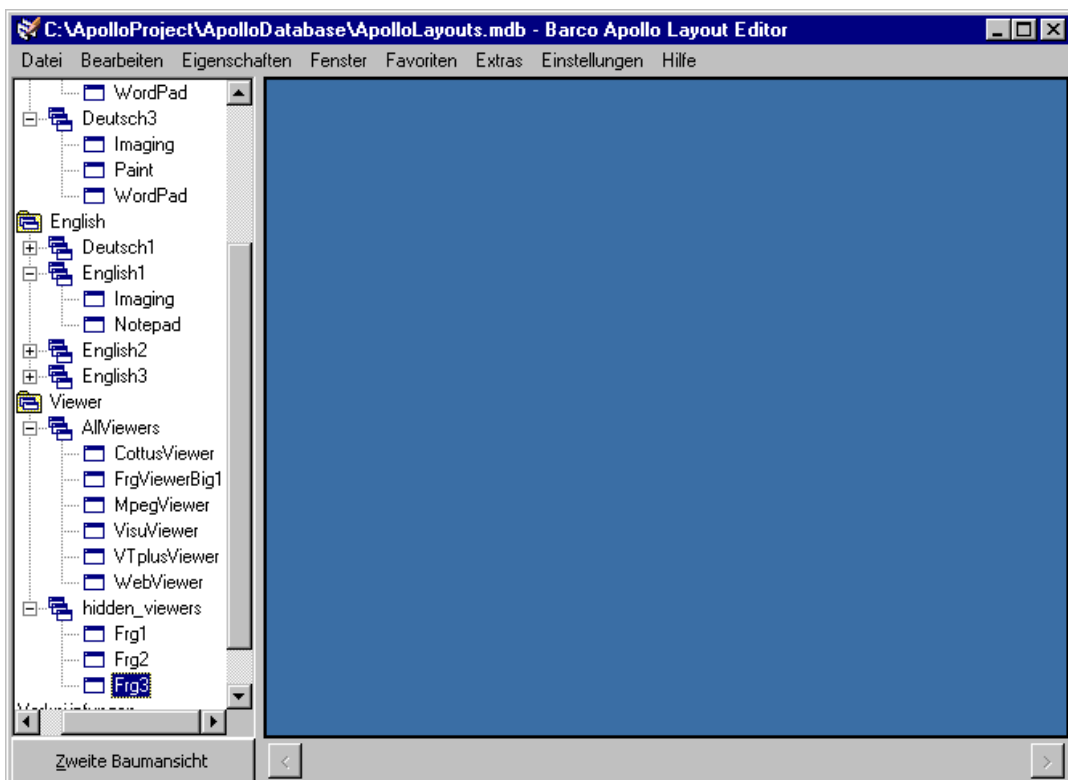 C:\ApolloProject\ApolloDatabase\ApolloLayouts.mdb - Barco Apollo Layout Editor
Datei Bearbeiten Eigenschaften Fenster Favoriten Extras Einstellungen Hilfe
WordPad
Deutsch3
Imaging
Paint
WordPad
English
Deutsch1
English1
Imaging
Notepad
English2
English3
Viewer
AllViewers
CottusViewer
FrgViewerBig1
MpegViewer
VisuViewer
VTplusViewer
WebViewer
hidden_viewers
Frg1
Frg2
Frg3
Zweite Baumansicht
< >